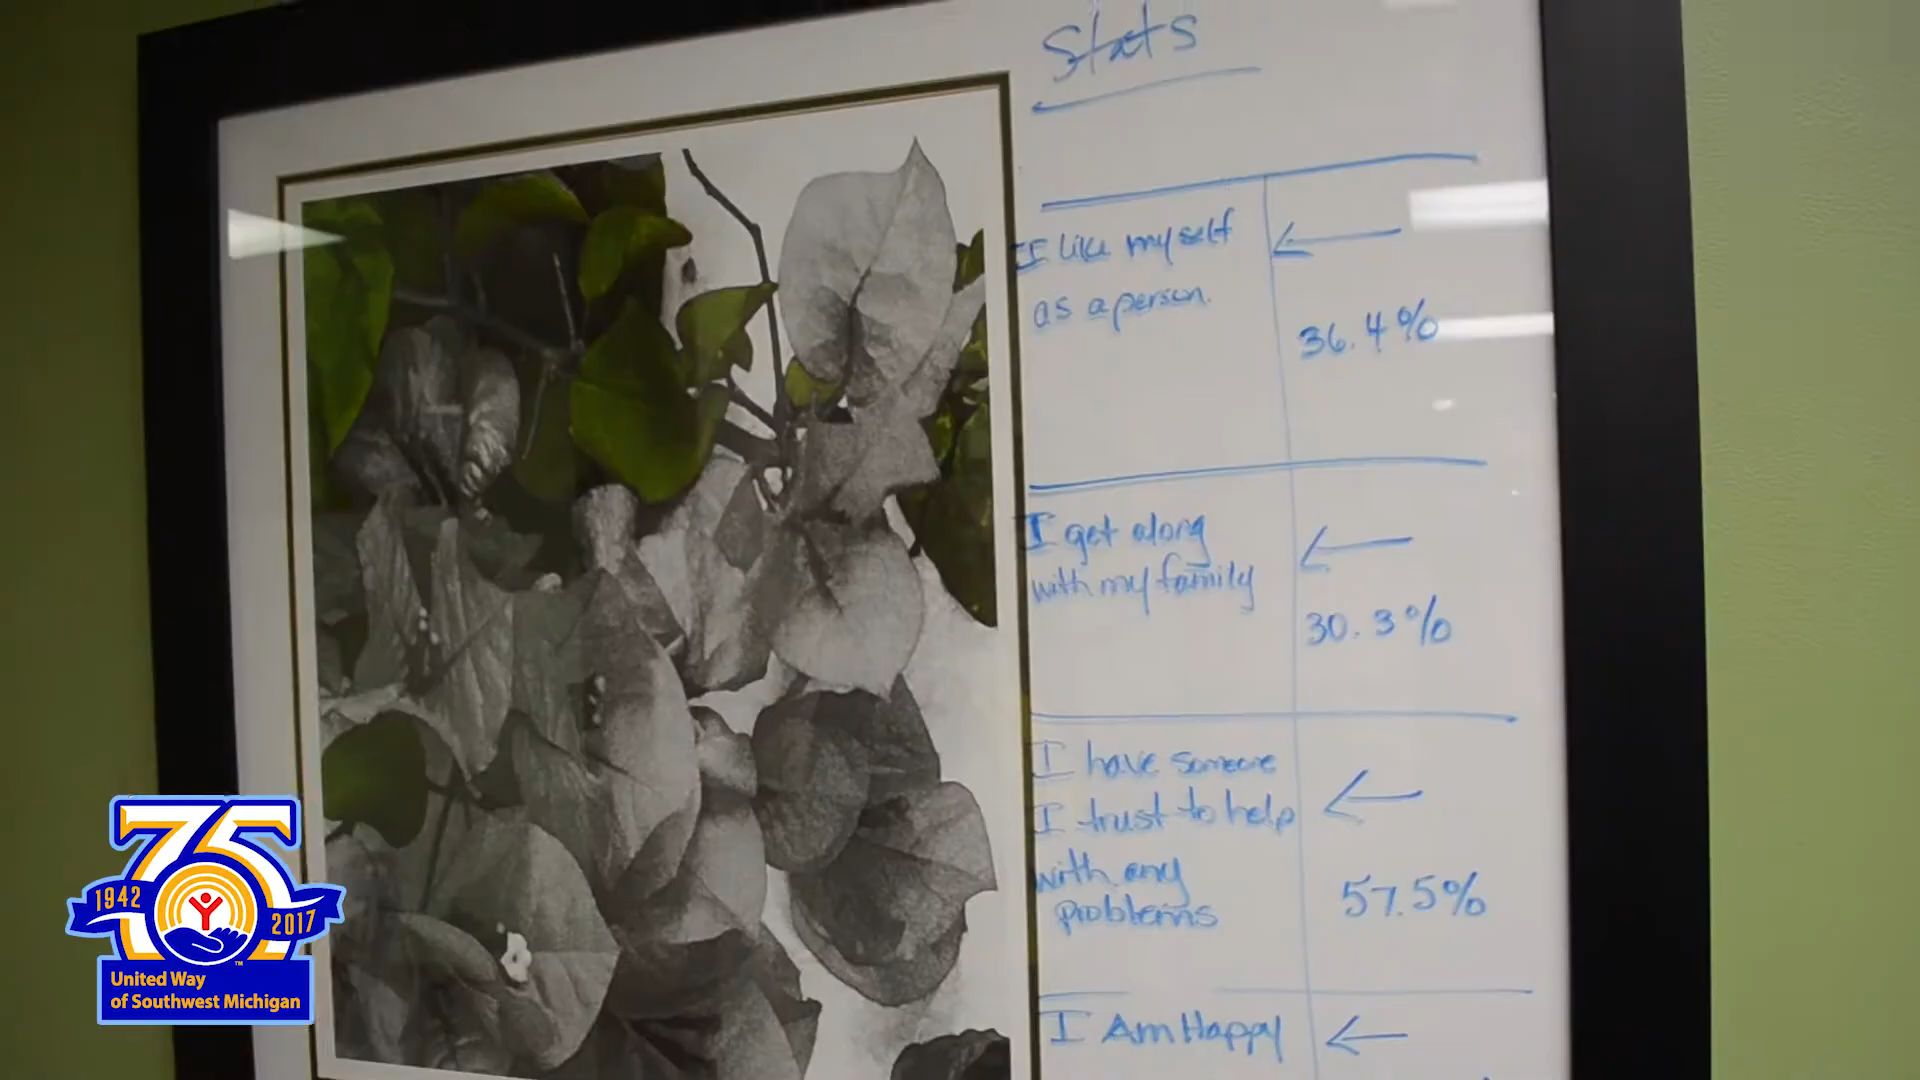 Stats
I like myself
as a person.
36.4%
I get along
with my family
30.3%
I have someone
I trust to help
with any
problems
57.5%
I Am Happy
75
1942
2017
United Way
of Southwest Michigan